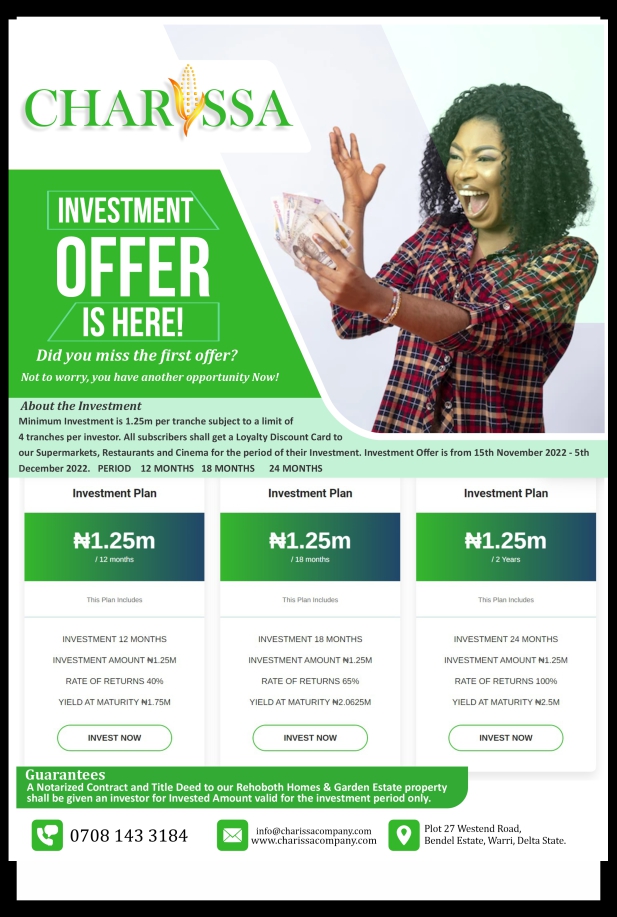 CHARYSSA
INVESTMENT
OFFER
IS HERE!
Did you miss the first offer?
Not to worry, you have another opportunity Now!
About the Investment
Minimum Investment is 1.25m per tranche subject to a limit of
4 tranches per investor. All subscribers shall get a Loyalty Discount Card to
our Supermarkets, Restaurants and Cinema for the period of their Investment. Investment Offer is from 15th November 2022 - 5th
December 2022. PERIOD 12 MONTHS 18 MONTHS 24 MONTHS
Investment Plan
₦1.25m
/ 12 months
This Plan Includes
INVESTMENT 12 MONTHS
INVESTMENT AMOUNT ₦1.25M
RATE OF RETURNS 40%
YIELD AT MATURITY ₦1.75M
INVEST NOW
Investment Plan
₦1.25m
/ 18 months
This Plan Includes
INVESTMENT 18 MONTHS
INVESTMENT AMOUNT ₦1.25M
RATE OF RETURNS 65%
YIELD AT MATURITY ₦2.0625M
INVEST NOW
Investment Plan
₦1.25m
/ 2 Years
This Plan Includes
INVESTMENT 24 MONTHS
INVESTMENT AMOUNT ₦1.25M
RATE OF RETURNS 100%
YIELD AT MATURITY ₦2.5M
INVEST NOW
Guarantees
A Notarized Contract and Title Deed to our Rehoboth Homes & Garden Estate property
shall be given an investor for Invested Amount valid for the investment period only.
0708 143 3184
info@charissacompany.com
www.charissacompany.com
Plot 27 Westend Road,
Bendel Estate, Warri, Delta State.